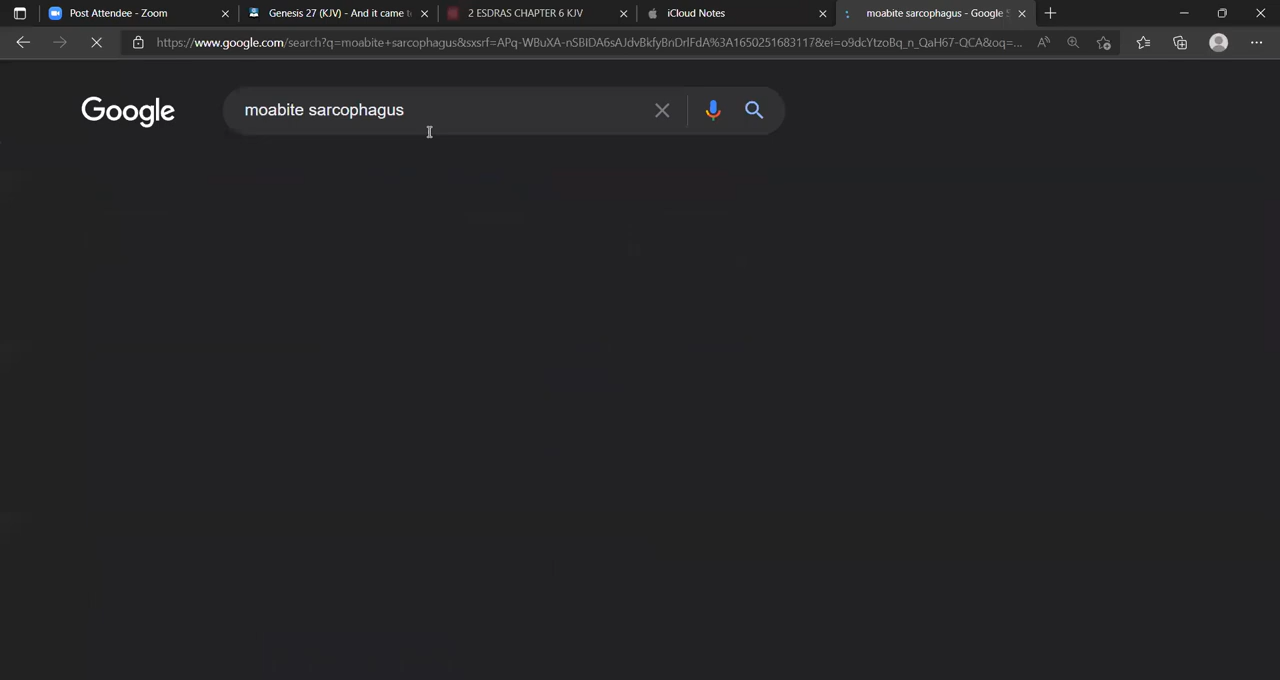 Post Attendee - Zoom
Genesis 27 (KJV) - And it came t
2 ESDRAS CHAPTER 6 KJV
iCloud Notes
moabite sarcophagus - Google S
https://www.google.com/search?q=moabite+sarcophagus&sxsrf=APq-WBuXA-nSBIDA6sAJdvBkfyBnDrlFdA%3A1650251683117&ei=o9dcYtzoBq_n_QaH67-QCA&oq=...
Google
moabite sarcophagus